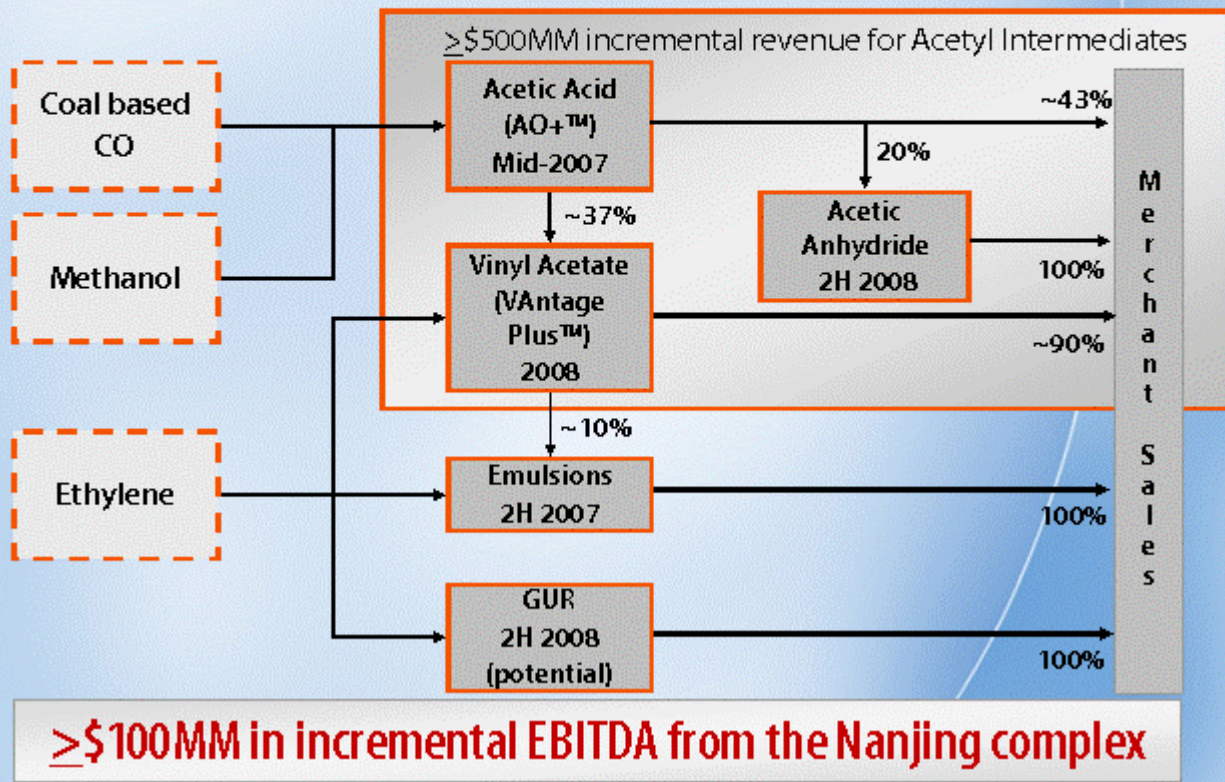 ≥$500MM incremental revenue for Acetyl Intermediates
Coal based
CO
Methanol
Ethylene
Acetic Acid
(AO+™)
Mid-2007
~43%
20%
~37%
Acetic
Anhydride
2H 2008
100%
Vinyl Acetate
(VAntage
Plus™)
2008
~90%
~10%
Emulsions
2H 2007
100%
GUR
2H 2008
(potential)
100%
Merchant Sales
≥$100MM in incremental EBITDA from the Nanjing complex